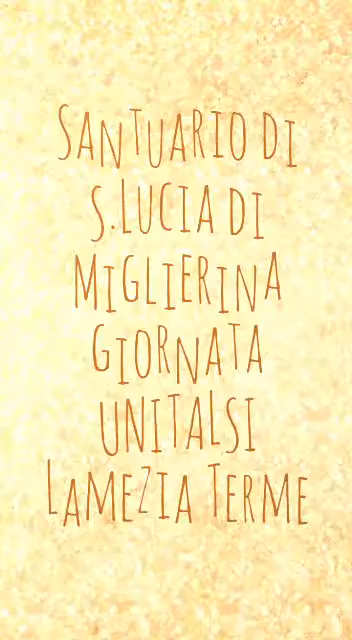 Santuario di
S.Lucia di
Miglierina
Giornata
Unitalsi
Lamezia Terme